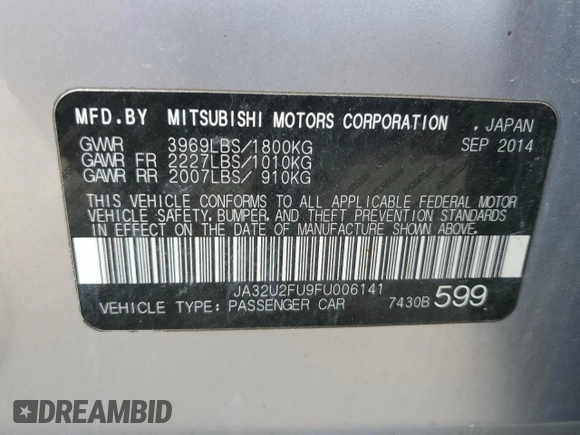 MFD.BY MITSUBISHI MOTORS CORPORATION . JAPAN
GVWR 3969LBS/1800KG SEP 2014
GAWR FR 2227LBS/1010KG
GAWR RR 2007LBS/ 910KG
THIS VEHICLE CONFORMS TO ALL APPLICABLE FEDERAL MOTOR
VEHICLE SAFETY, BUMPER, AND THEFT PREVENTION STANDARDS
IN EFFECT ON THE DATE OF MANUFACTURE SHOWN ABOVE.
JA32U2FU9FU006141
VEHICLE TYPE: PASSENGER CAR 7430B 599
DREAMBID